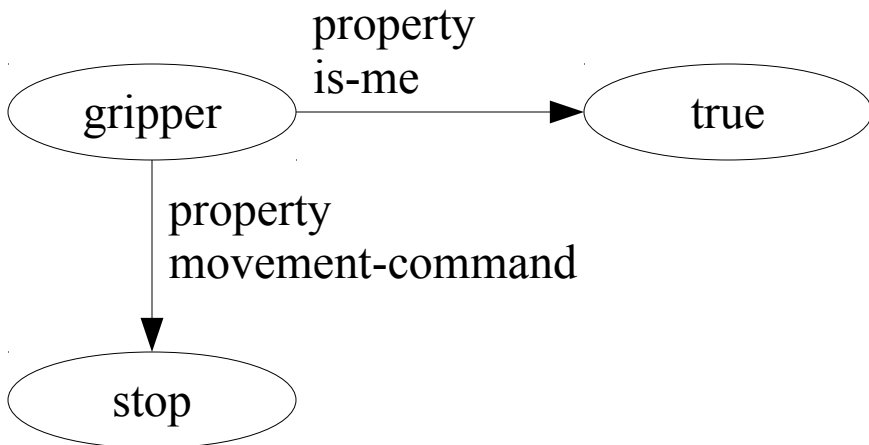 property
is-me
gripper
true
property
movement-command
stop